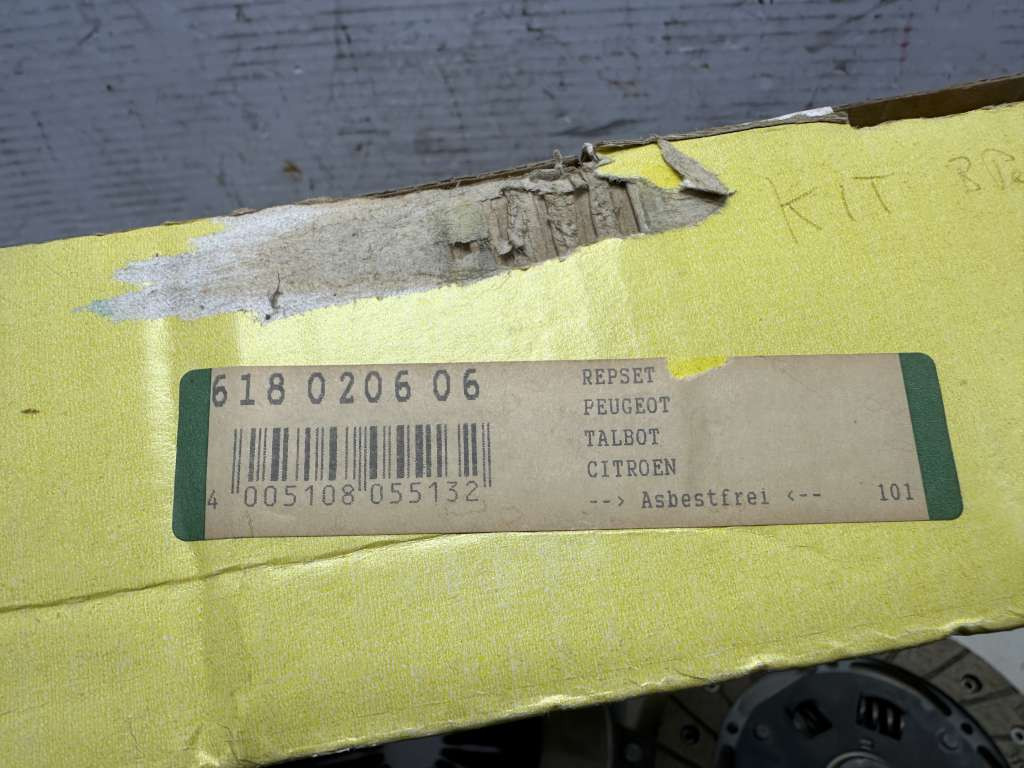 KIT
618 0206 06
4 005108 055132
REPSET
PEUGEOT
TALBOT
CITROEN
--> Asbestfrei <--
101